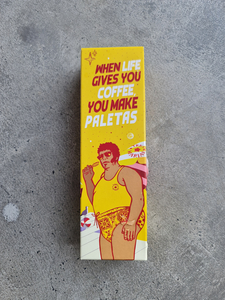 WHEN LIFE
GIVES YOU
COFFEE
YOU MAKE
PALETAS